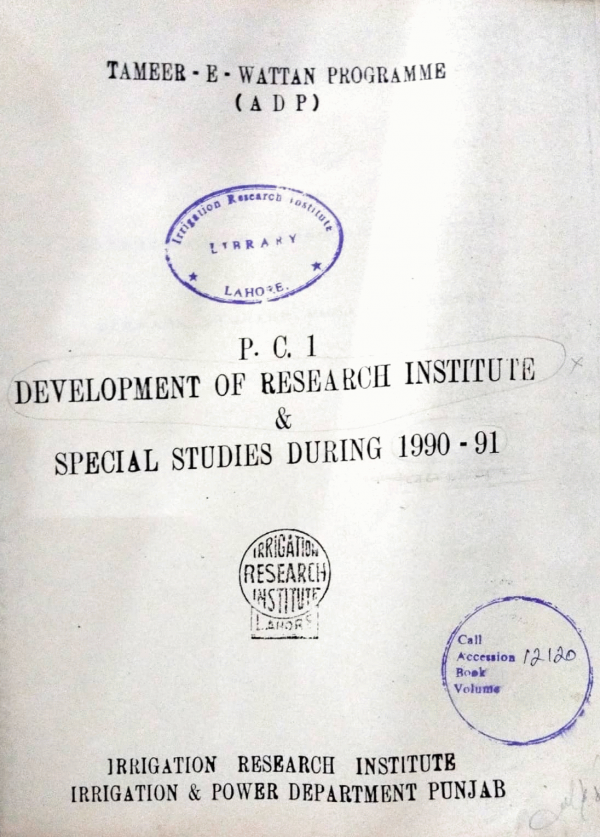 TAMEER - E - WATTAN PROGRAMME
(A D P)
Irrigation Research Institute
LIBRARY
LAHORE.
P. C. 1
DEVELOPMENT OF RESEARCH INSTITUTE
&
SPECIAL STUDIES DURING 1990 - 91
IRRIGATION
RESEARCH
INSTITUTE
LAHORE
Call
Accession 12120
Book
Volume
IRRIGATION RESEARCH INSTITUTE
IRRIGATION & POWER DEPARTMENT PUNJAB